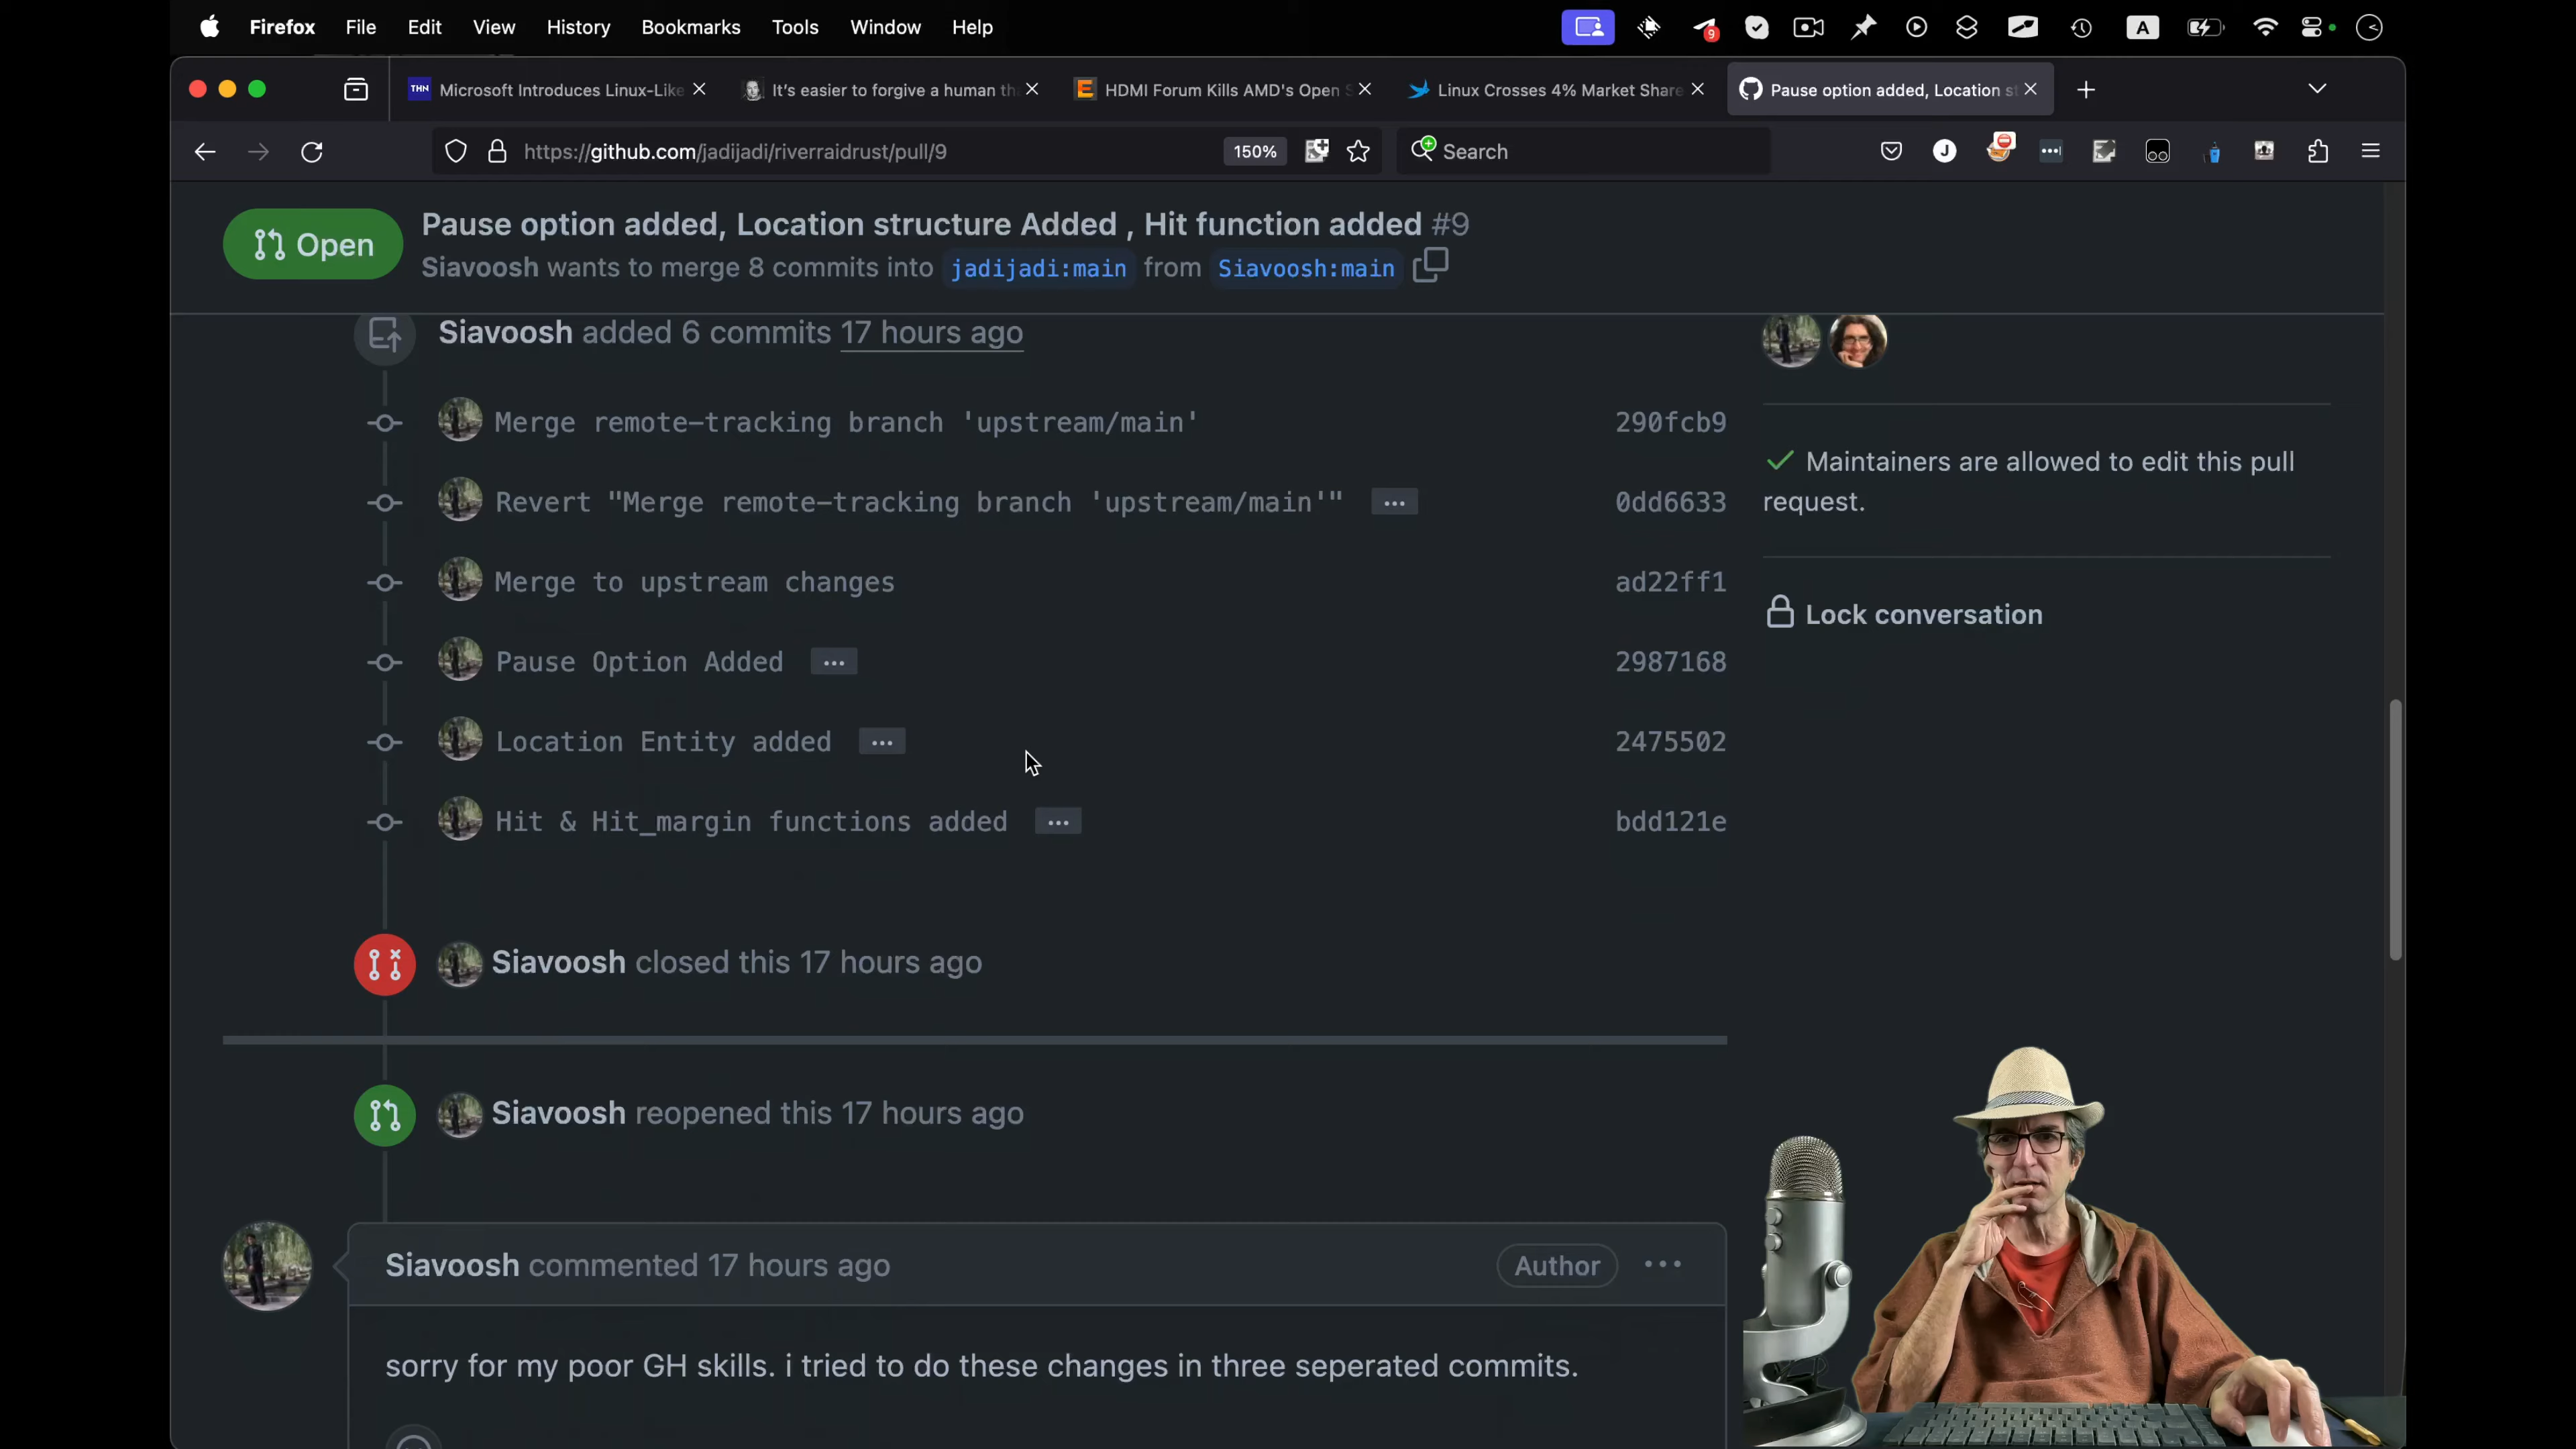 Firefox File Edit View History Bookmarks Tools Window Help
9
A
THN Microsoft Introduces Linux-Like
It's easier to forgive a human th
E HDMI Forum Kills AMD's Open S
Linux Crosses 4% Market Share
Pause option added, Location s
https://github.com/jadijadi/riverraidrust/pull/9
150%
Search
J
Open
Pause option added, Location structure Added , Hit function added #9
Siavoosh wants to merge 8 commits into jadijadi:main from Siavoosh:main
Siavoosh added 6 commits 17 hours ago
Merge remote-tracking branch 'upstream/main' 290fcb9
Revert "Merge remote-tracking branch 'upstream/main'" ... 0dd6633
Merge to upstream changes ad22ff1
Pause Option Added ... 2987168
Location Entity added ... 2475502
Hit & Hit_margin functions added ... bdd121e
Maintainers are allowed to edit this pull
request.
Lock conversation
Siavoosh closed this 17 hours ago
Siavoosh reopened this 17 hours ago
Siavoosh commented 17 hours ago
Author
sorry for my poor GH skills. i tried to do these changes in three seperated commits.